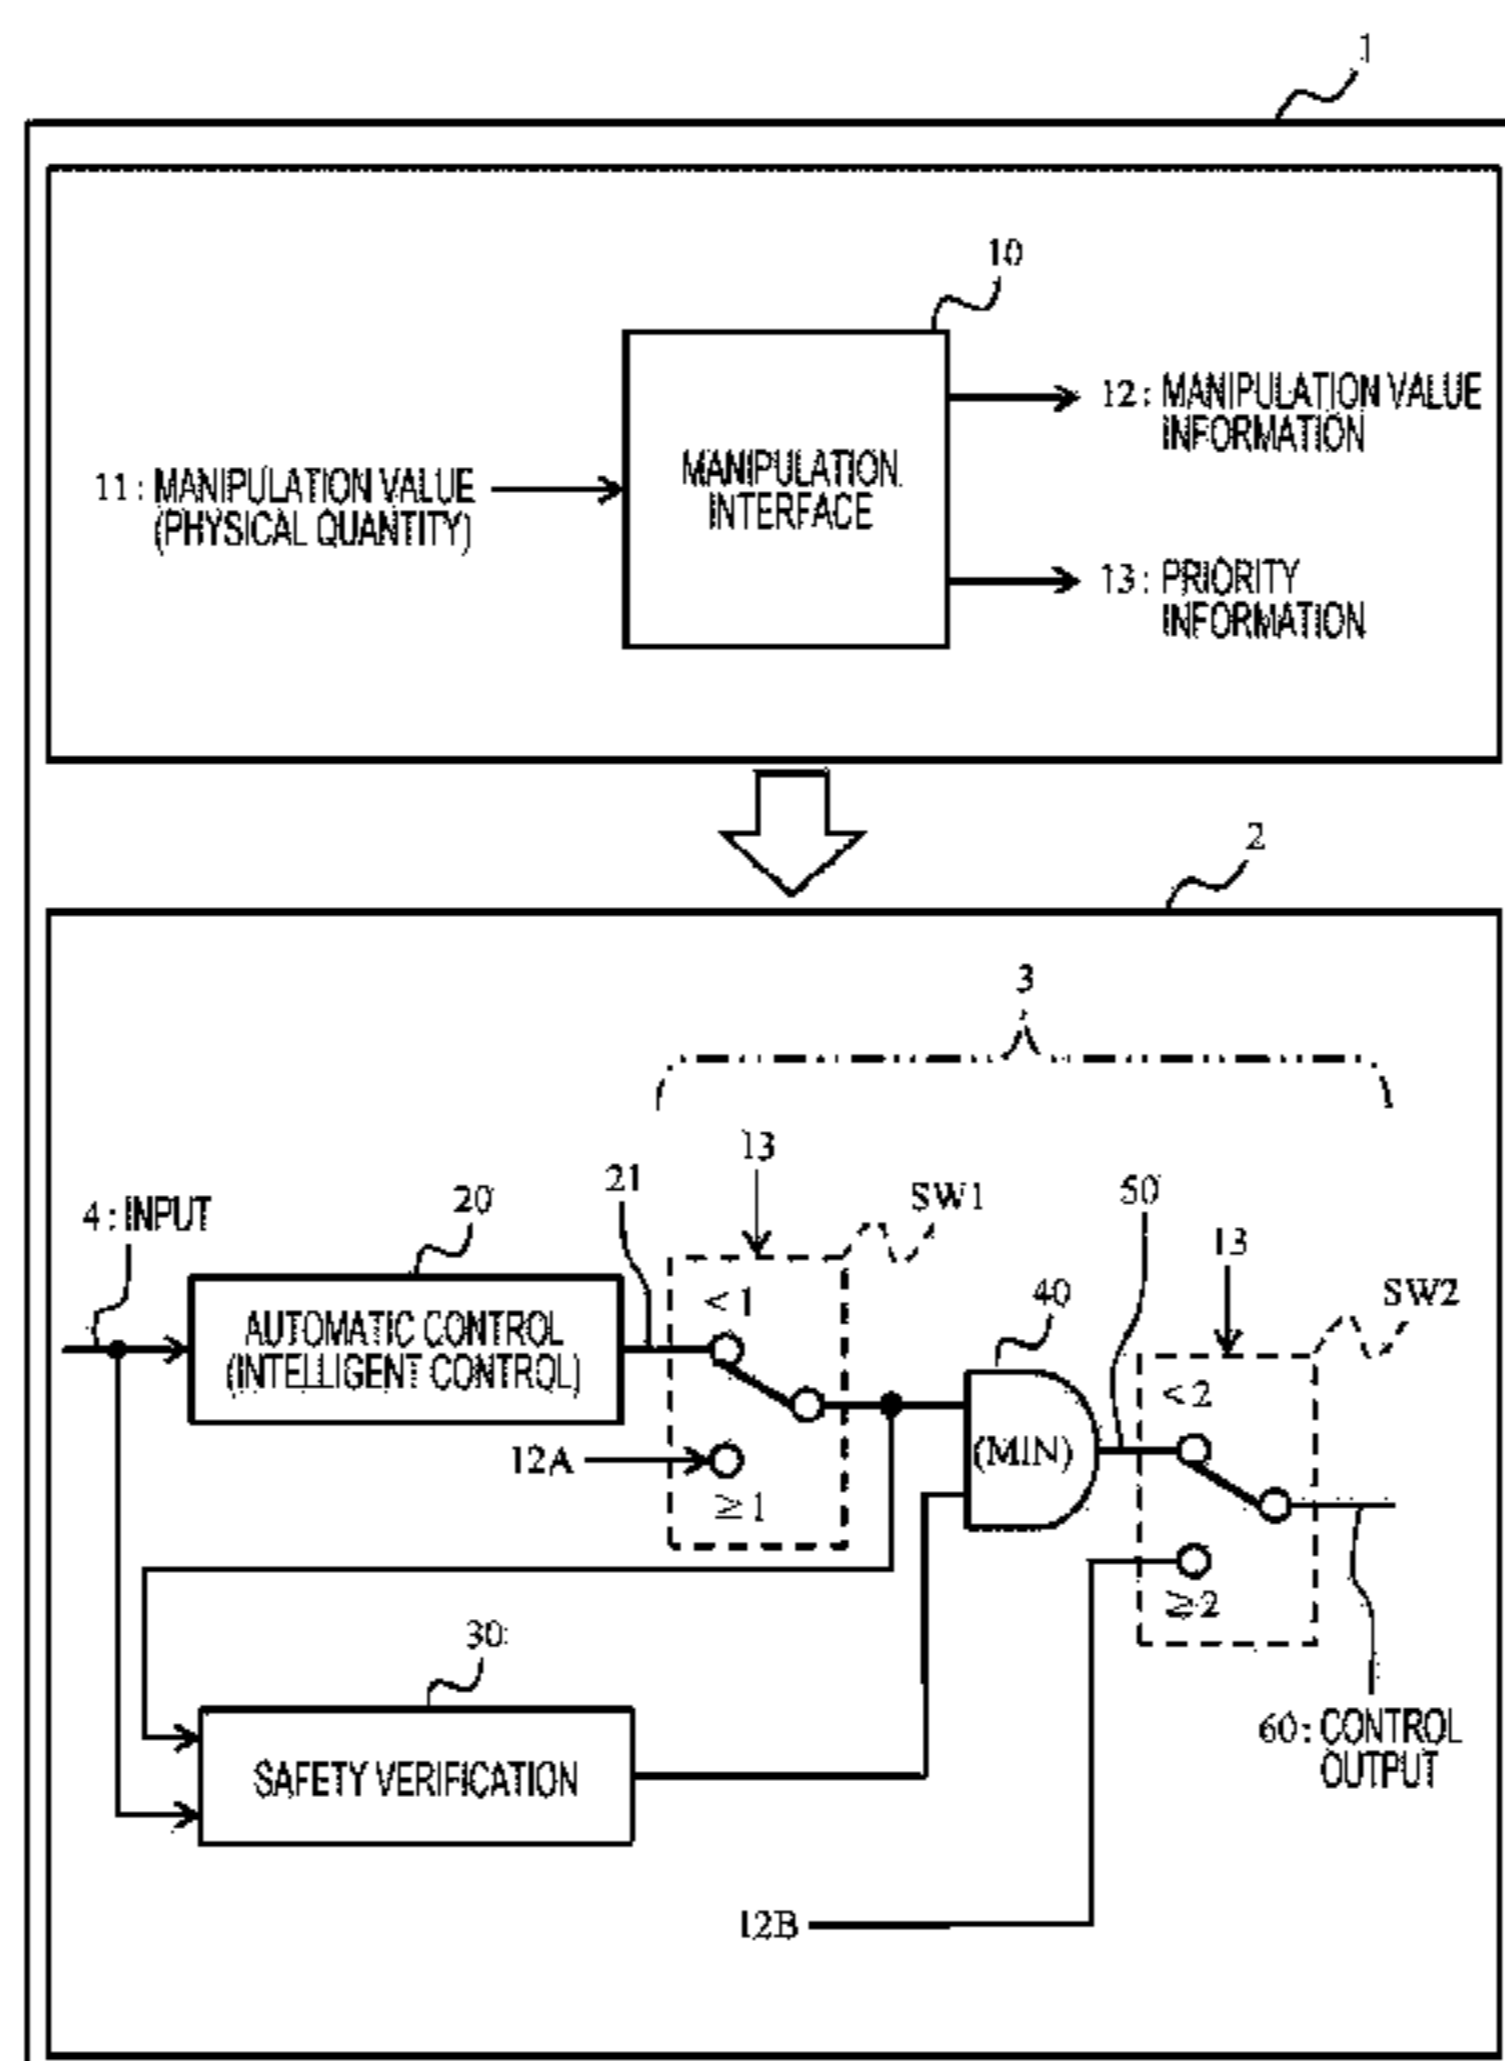 1
10
12: MANIPULATION VALUE
INFORMATION
11: MANIPULATION VALUE
(PHYSICAL QUANTITY)
MANIPULATION
INTERFACE
13: PRIORITY
INFORMATION
2
3
13
21
SW1
50
4: INPUT
20
13
< 1
40
SW2
AUTOMATIC CONTROL
(INTELLIGENT CONTROL)
< 2
12A
(MIN)
≥ 1
≥ 2
30
60: CONTROL
OUTPUT
SAFETY VERIFICATION
12B